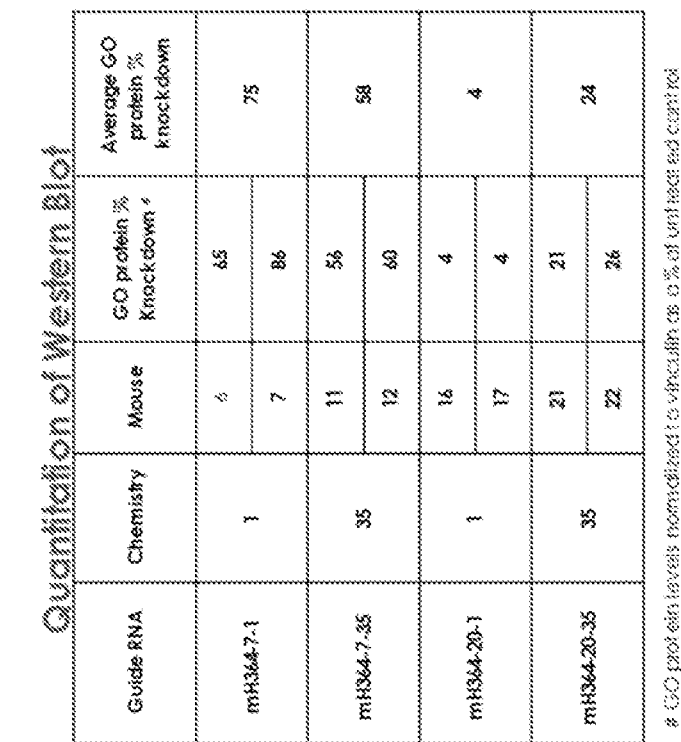 Quantitation of Western Blot
Guide RNA Chemistry Mouse GO protein % Knockdown # Average GO protein % knockdown
mH364-7-1 1 6 65 75
7 86
mH364-7-35 35 11 56 58
12 60
mH364-20-1 1 16 4 4
17 4
mH364-20-35 35 21 21 24
22 26
# GO protein levels normalized to vinculin as a % of untreated control